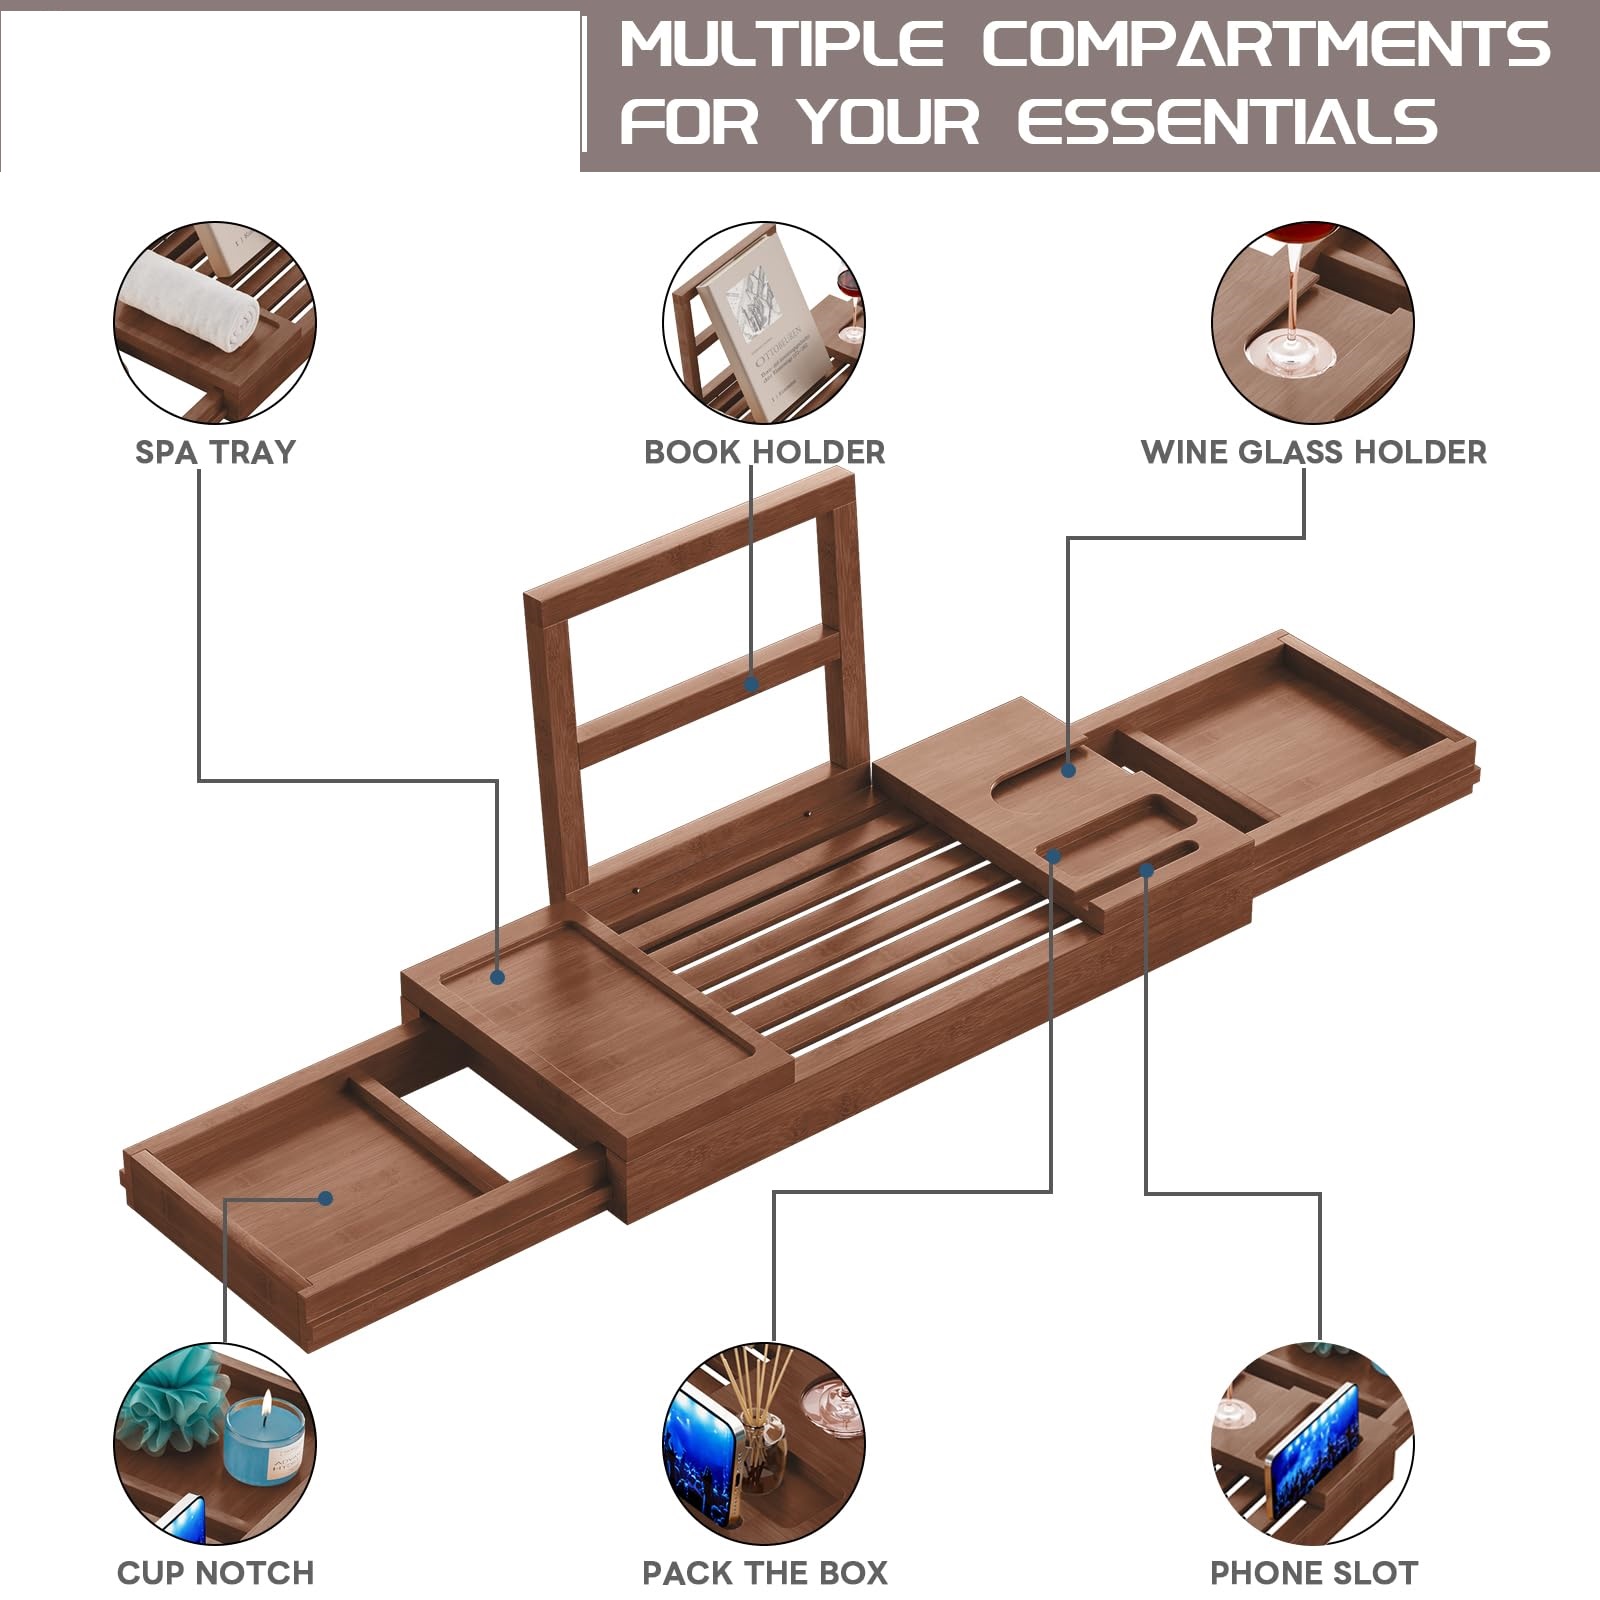 MULTIPLE COMPARTMENTS
FOR YOUR ESSENTIALS
SPA TRAY
BOOK HOLDER
WINE GLASS HOLDER
CUP NOTCH
PACK THE BOX
PHONE SLOT